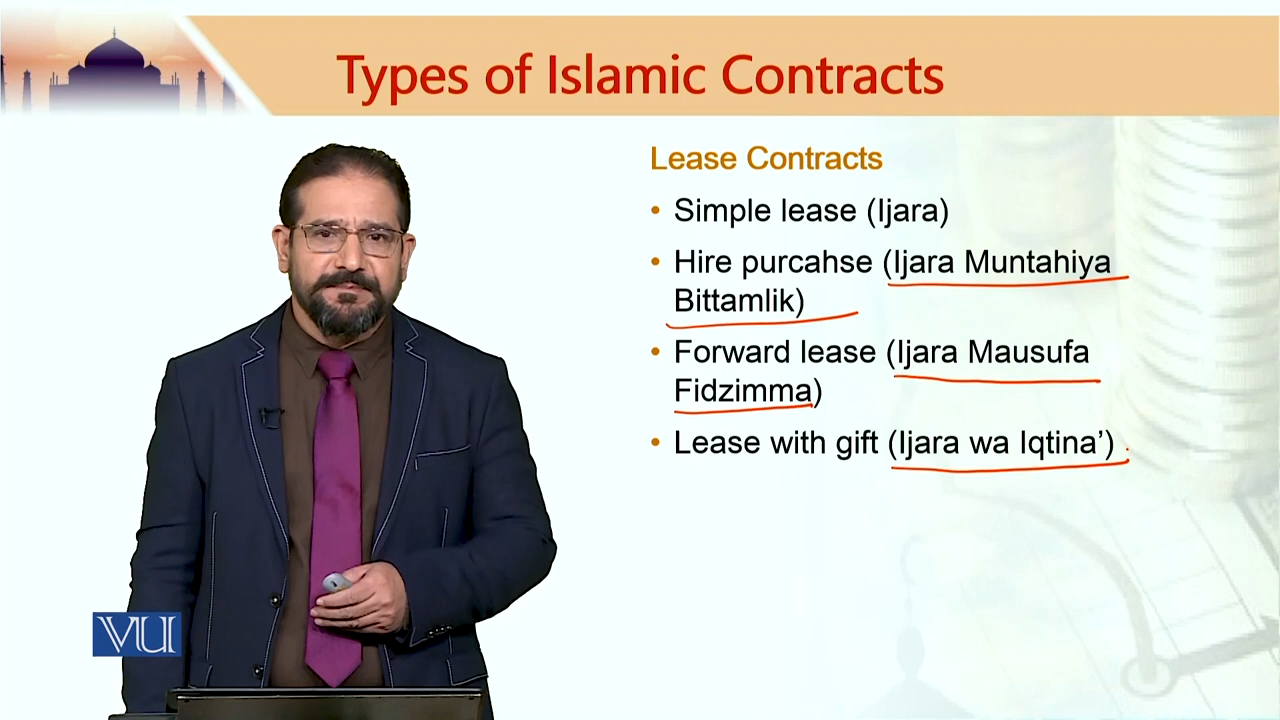 Types of Islamic Contracts
Lease Contracts
• Simple lease (Ijara)
• Hire purcahse (Ijara Muntahiya
Bittamlik)
• Forward lease (Ijara Mausufa
Fidzimma)
• Lease with gift (Ijara wa Iqtina’)
VU